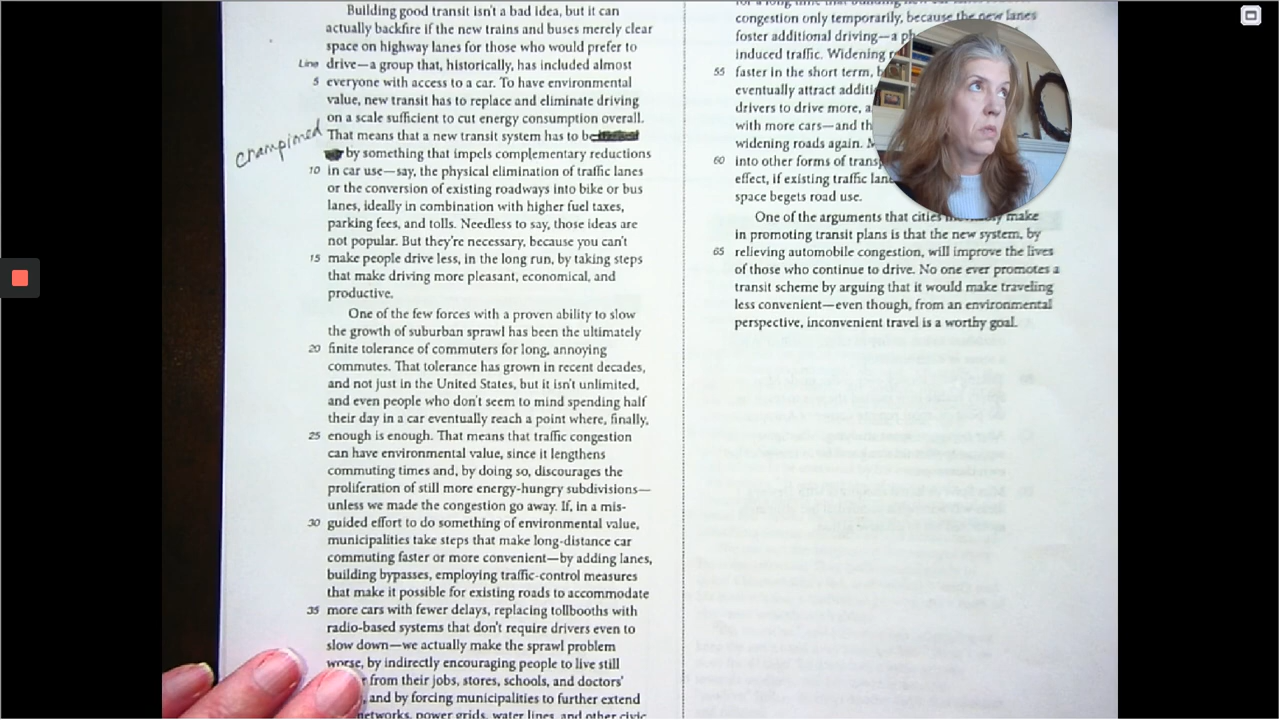 Building good transit isn't a bad idea, but it can
actually backfire if the new trains and buses merely clear
space on highway lanes for those who would prefer to
Line drive—a group that, historically, has included almost
5 everyone with access to a car. To have environmental
value, new transit has to replace and eliminate driving
on a scale sufficient to cut energy consumption overall.
championed
That means that a new transit system has to be
by something that impels complementary reductions
10 in car use—say, the physical elimination of traffic lanes
or the conversion of existing roadways into bike or bus
lanes, ideally in combination with higher fuel taxes,
parking fees, and tolls. Needless to say, those ideas are
not popular. But they're necessary, because you can't
15 make people drive less, in the long run, by taking steps
that make driving more pleasant, economical, and
productive.
One of the few forces with a proven ability to slow
the growth of suburban sprawl has been the ultimately
20 finite tolerance of commuters for long, annoying
commutes. That tolerance has grown in recent decades,
and not just in the United States, but it isn't unlimited,
and even people who don't seem to mind spending half
their day in a car eventually reach a point where, finally,
25 enough is enough. That means that traffic congestion
can have environmental value, since it lengthens
commuting times and, by doing so, discourages the
proliferation of still more energy-hungry subdivisions—
unless we made the congestion go away. If, in a mis-
30 guided effort to do something of environmental value,
municipalities take steps that make long-distance car
commuting faster or more convenient—by adding lanes,
building bypasses, employing traffic-control measures
that make it possible for existing roads to accommodate
35 more cars with fewer delays, replacing tollbooths with
radio-based systems that don't require drivers even to
slow down—we actually make the sprawl problem
worse, by indirectly encouraging people to live still
from their jobs, stores, schools, and doctors'
and by forcing municipalities to further extend
networks, power grids, water lines, and other civic
congestion only temporarily, because the new lanes
foster additional driving—a
induced traffic. Widening
55 faster in the short term,
eventually attract
drivers to drive more,
with more cars—and
widening roads again.
60 into other forms of
effect, if existing traffic
space begets road use.
One of the arguments that cities make
in promoting transit plans is that the new system, by
65 relieving automobile congestion, will improve the lives
of those who continue to drive. No one ever promotes a
transit scheme by arguing that it would make traveling
less convenient—even though, from an environmental
perspective, inconvenient travel is a worthy goal.